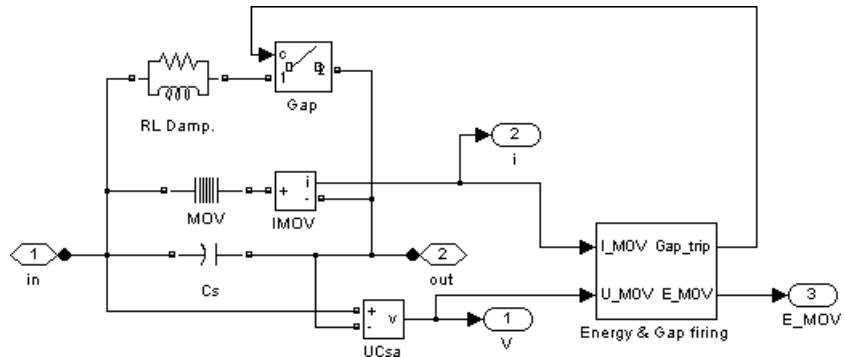 c
1
2
Gap
RL Damp.
2
i
+
i
-
MOV
IMOV
I_MOV Gap_trip
U_MOV E_MOV
Energy & Gap firing
1
in
2
out
Cs
+
-
v
UCsa
1
V
3
E_MOV